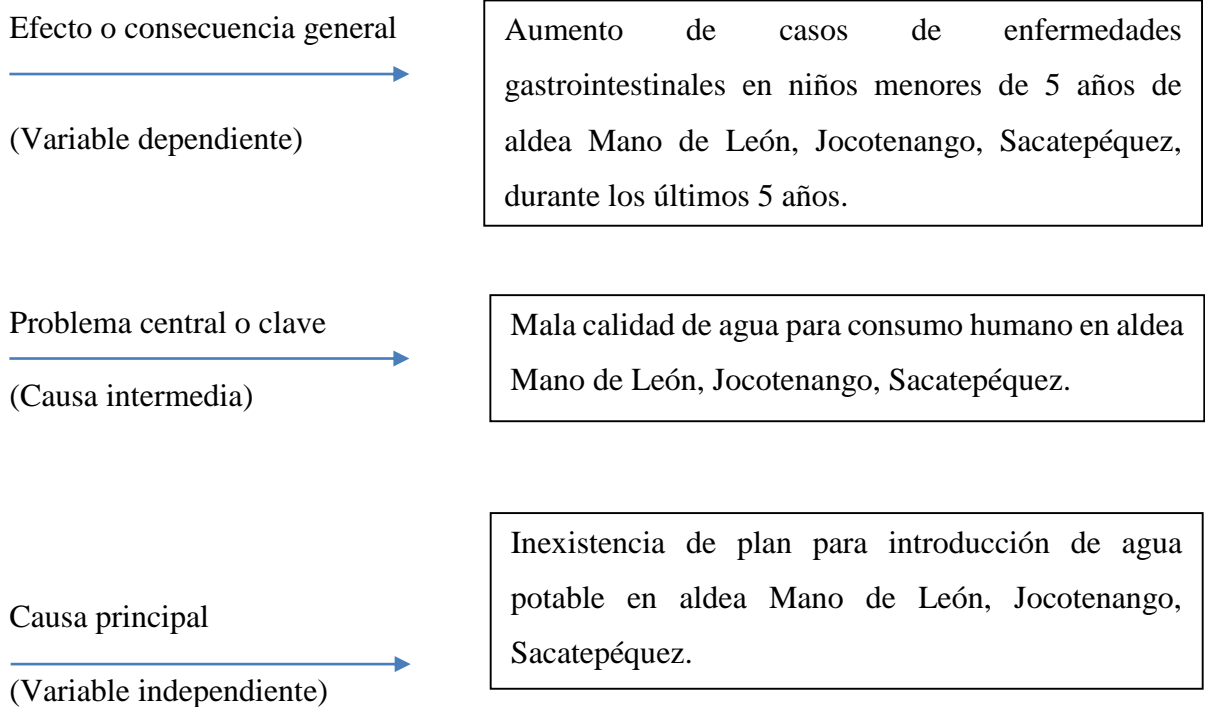 Efecto o consecuencia general
(Variable dependiente)
Aumento de casos de enfermedades
gastrointestinales en niños menores de 5 años de
aldea Mano de León, Jocotenango, Sacatepéquez,
durante los últimos 5 años.
Problema central o clave
(Causa intermedia)
Mala calidad de agua para consumo humano en aldea
Mano de León, Jocotenango, Sacatepéquez.
Causa principal
(Variable independiente)
Inexistencia de plan para introducción de agua
potable en aldea Mano de León, Jocotenango,
Sacatepéquez.